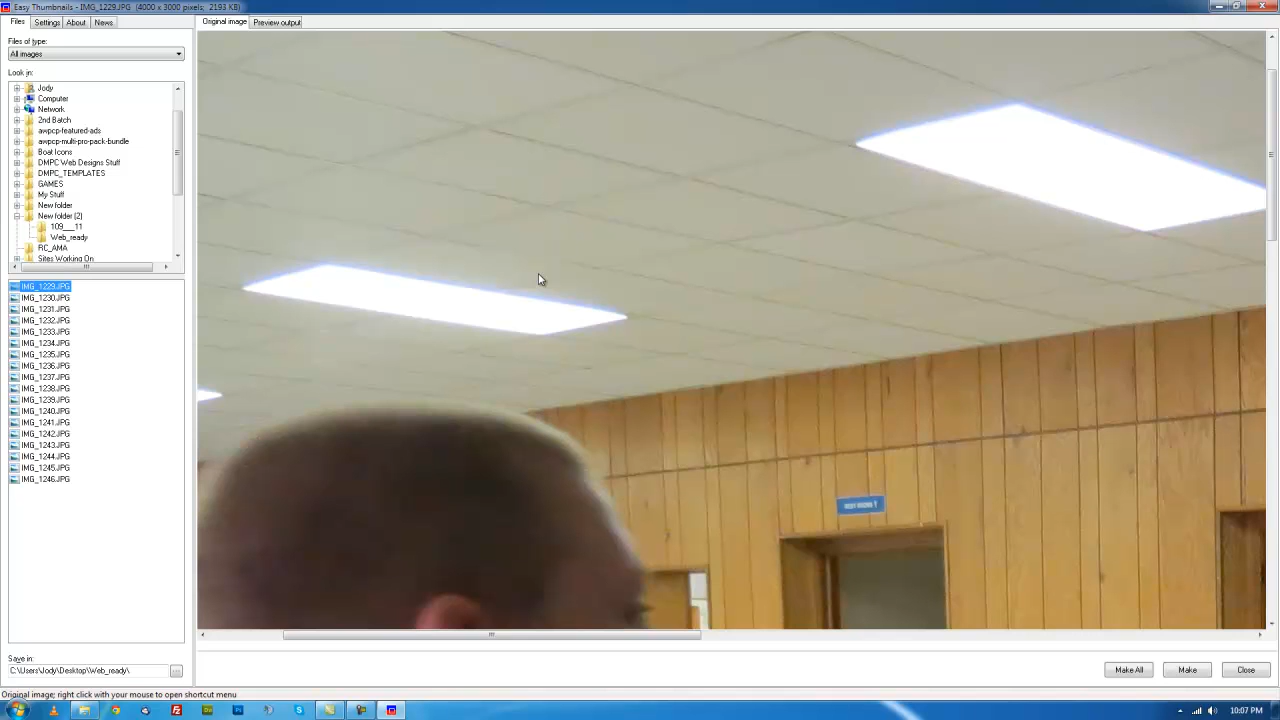 Easy Thumbnails - IMG_1229.JPG (4000 x 3000 pixels; 2193 KB)
Files Settings About News
Original image Preview output
Files of type:
All images
Look in:
Jody
Computer
Network
2nd Batch
awpcp-featured-ads
awpcp-multi-pro-pack-bundle
Boat Icons
DMPC Web Designs Stuff
DMPC_TEMPLATES
GAMES
My Stuff
New folder
New folder (2)
109___11
Web_ready
RC_AMA
Sites Working On
IMG_1229.JPG
IMG_1230.JPG
IMG_1231.JPG
IMG_1232.JPG
IMG_1233.JPG
IMG_1234.JPG
IMG_1235.JPG
IMG_1236.JPG
IMG_1237.JPG
IMG_1238.JPG
IMG_1239.JPG
IMG_1240.JPG
IMG_1241.JPG
IMG_1242.JPG
IMG_1243.JPG
IMG_1244.JPG
IMG_1245.JPG
IMG_1246.JPG
Save in:
C:\Users\Jody\Desktop\Web_ready\
...
Make All Make Close
Original image; right click with your mouse to open shortcut menu
10:07 PM